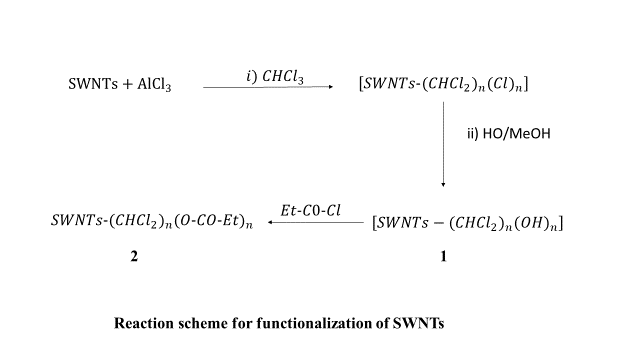 SWNTs + AlCl₃ i) CHCl₃ [SWNTs-(CHCl₂)ₙ(Cl)ₙ]
ii) HO/MeOH
SWNTs-(CHCl₂)ₙ(O-CO-Et)ₙ Et-C0-Cl [SWNTs − (CHCl₂)ₙ(OH)ₙ]
2 1
Reaction scheme for functionalization of SWNTs